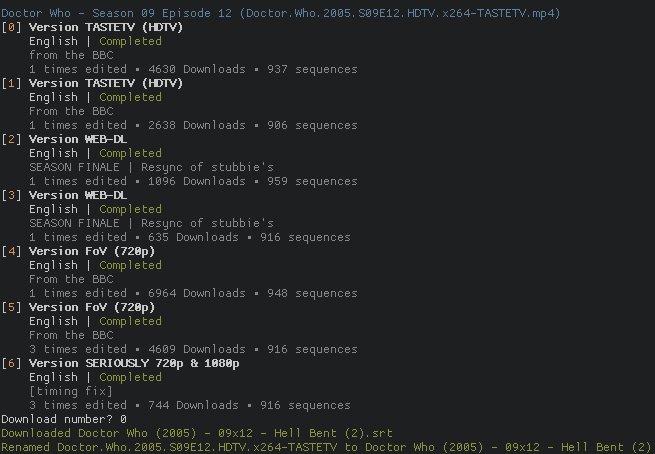 Doctor Who - Season 09 Episode 12 (Doctor.Who.2005.S09E12.HDTV.x264-TASTETV.mp4)
[0] Version TASTETV (HDTV)
English | Completed
from the BBC
1 times edited • 4630 Downloads • 937 sequences
[1] Version TASTETV (HDTV)
English | Completed
From the BBC
1 times edited • 2638 Downloads • 906 sequences
[2] Version WEB-DL
English | Completed
SEASON FINALE | Resync of stubbie's
1 times edited • 1096 Downloads • 959 sequences
[3] Version WEB-DL
English | Completed
SEASON FINALE | Resync of stubbie's
1 times edited • 635 Downloads • 916 sequences
[4] Version FoV (720p)
English | Completed
From the BBC
1 times edited • 6964 Downloads • 948 sequences
[5] Version FoV (720p)
English | Completed
From the BBC
3 times edited • 4609 Downloads • 916 sequences
[6] Version SERIOUSLY 720p & 1080p
English | Completed
[timing fix]
3 times edited • 744 Downloads • 916 sequences
Download number? 0
Downloaded Doctor Who (2005) - 09x12 - Hell Bent (2).srt
Renamed Doctor.Who.2005.S09E12.HDTV.x264-TASTETV to Doctor Who (2005) - 09x12 - Hell Bent (2)